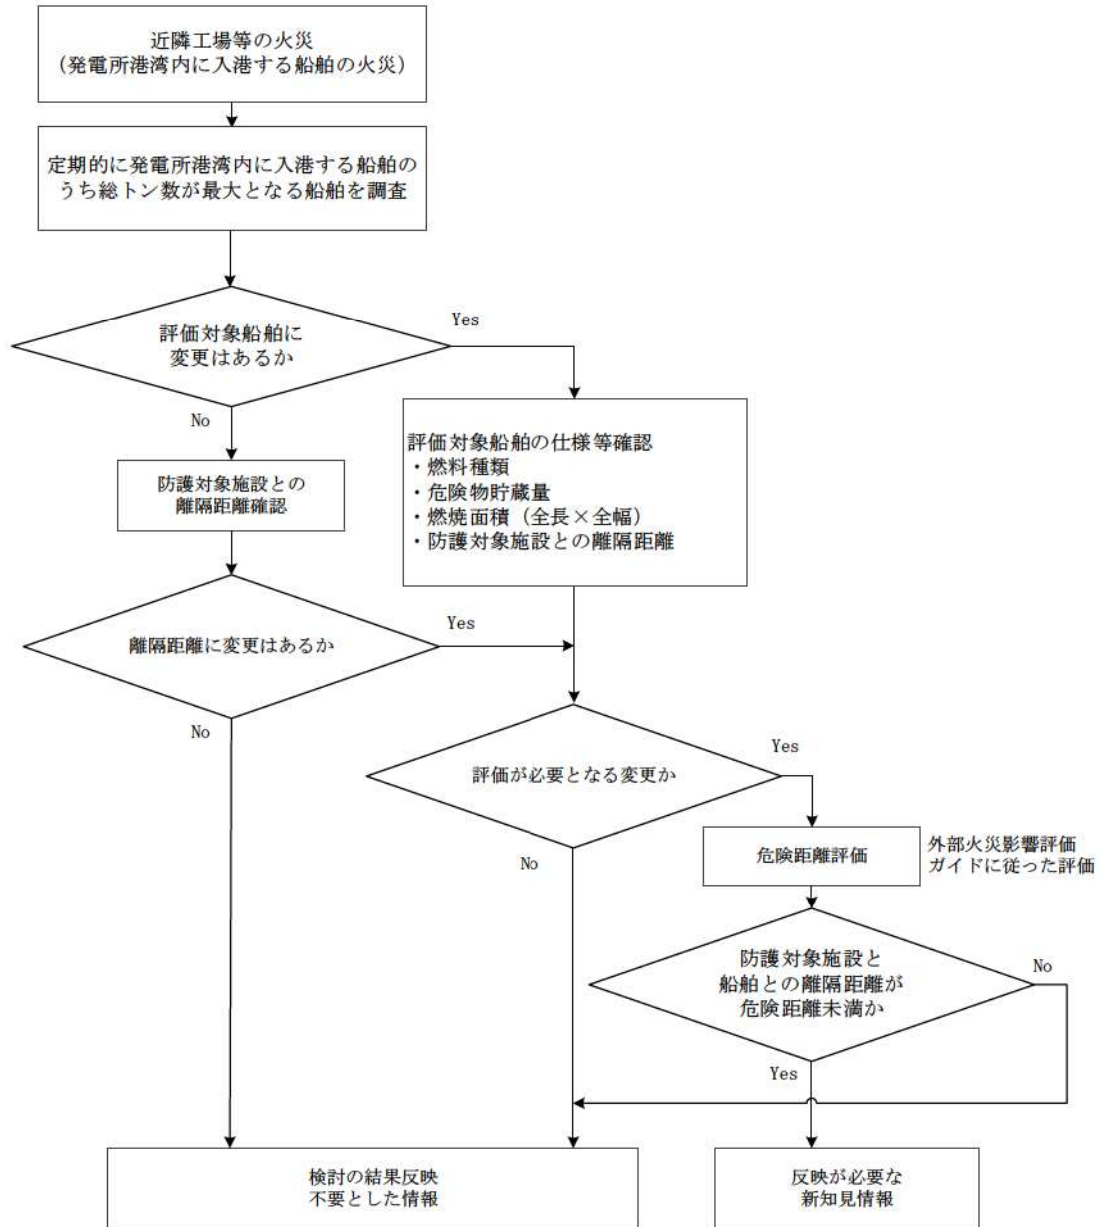 近隣工場等の火災
(発電所港湾内に入港する船舶の火災)
定期的に発電所港湾内に入港する船舶の
うち総トン数が最大となる船舶を調査
評価対象船舶に
変更はあるか
Yes
No
評価対象船舶の仕様等確認
・燃料種類
・危険物貯蔵量
・燃焼面積（全長×全幅）
・防護対象施設との離隔距離
防護対象施設との
離隔距離確認
離隔距離に変更はあるか
Yes
No
評価が必要となる変更か
Yes
No
危険距離評価
外部火災影響評価
ガイドに従った評価
防護対象施設と
船舶との離隔距離が
危険距離未満か
No
Yes
検討の結果反映
不要とした情報
反映が必要な
新知見情報